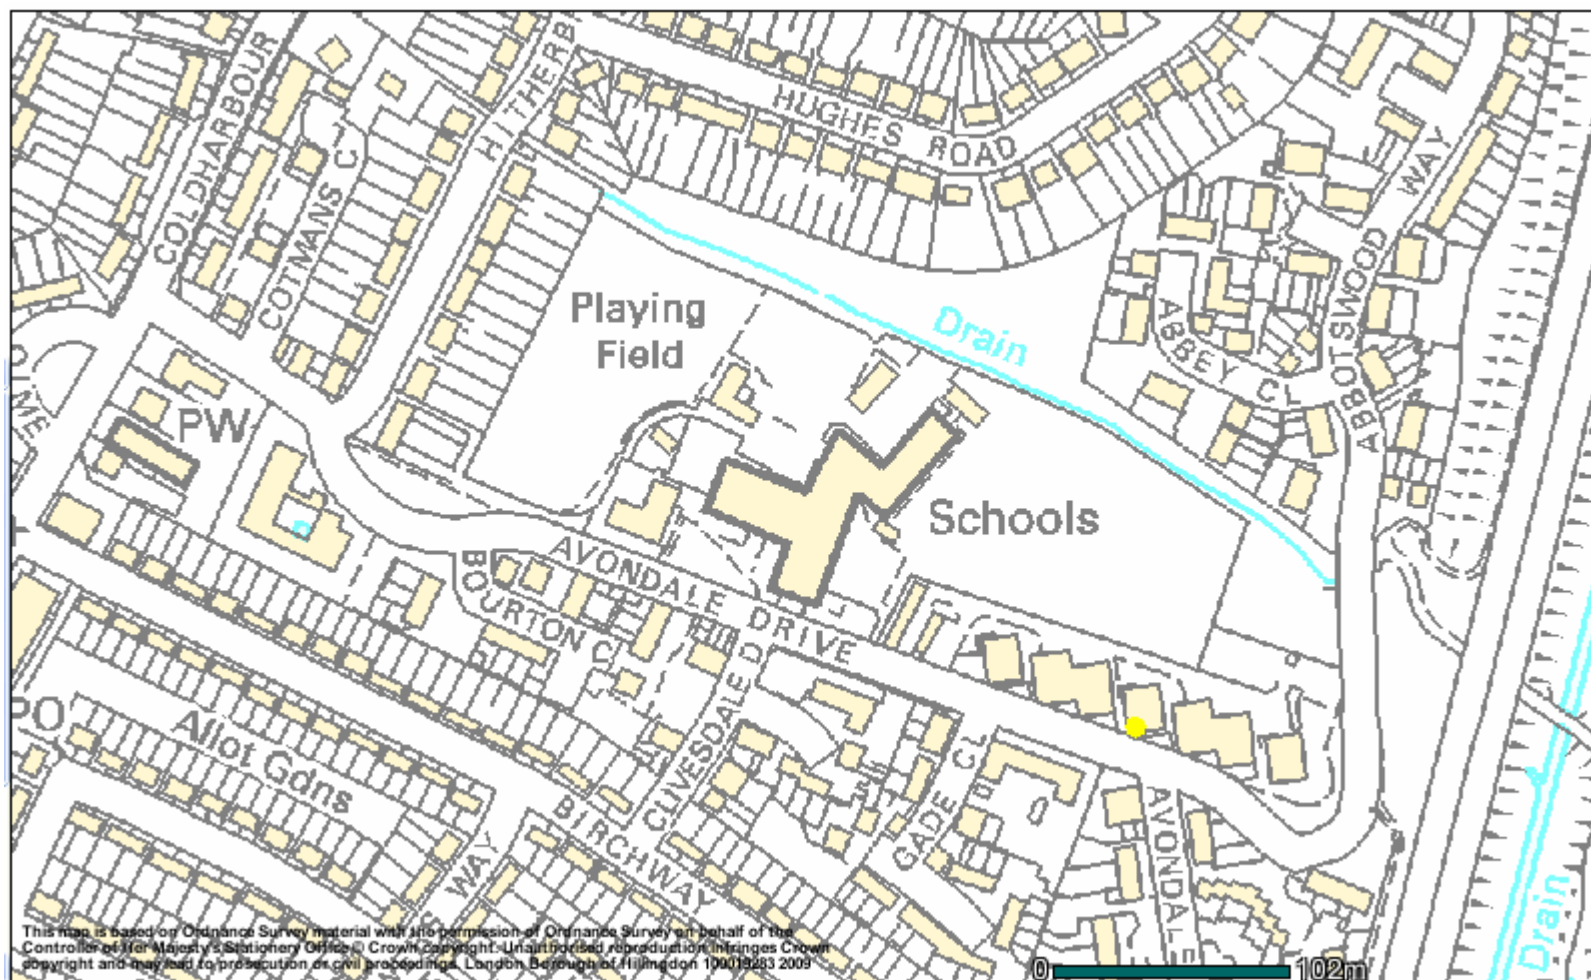 COLDHARBOUR
COTMANS CT
HITHERB
HUGHES ROAD
WAY
ABBOTSWOOD
ABBEY CL
Playing
Field
Drain
PW
Schools
AVONDALE DRIVE
BOURTON C
CLIVESDALE D
GADE CL
AVONDALE
PO
Allot Gdns
BIRCHWAY
S WAY
Drain
This map is based on Ordnance Survey material with the permission of Ordnance Survey on behalf of the
Controller of Her Majesty's Stationery Office © Crown copyright. Unauthorised reproduction infringes Crown
copyright and may lead to prosecution or civil proceedings. London Borough of Hillingdon 100019283 2009
0 102m